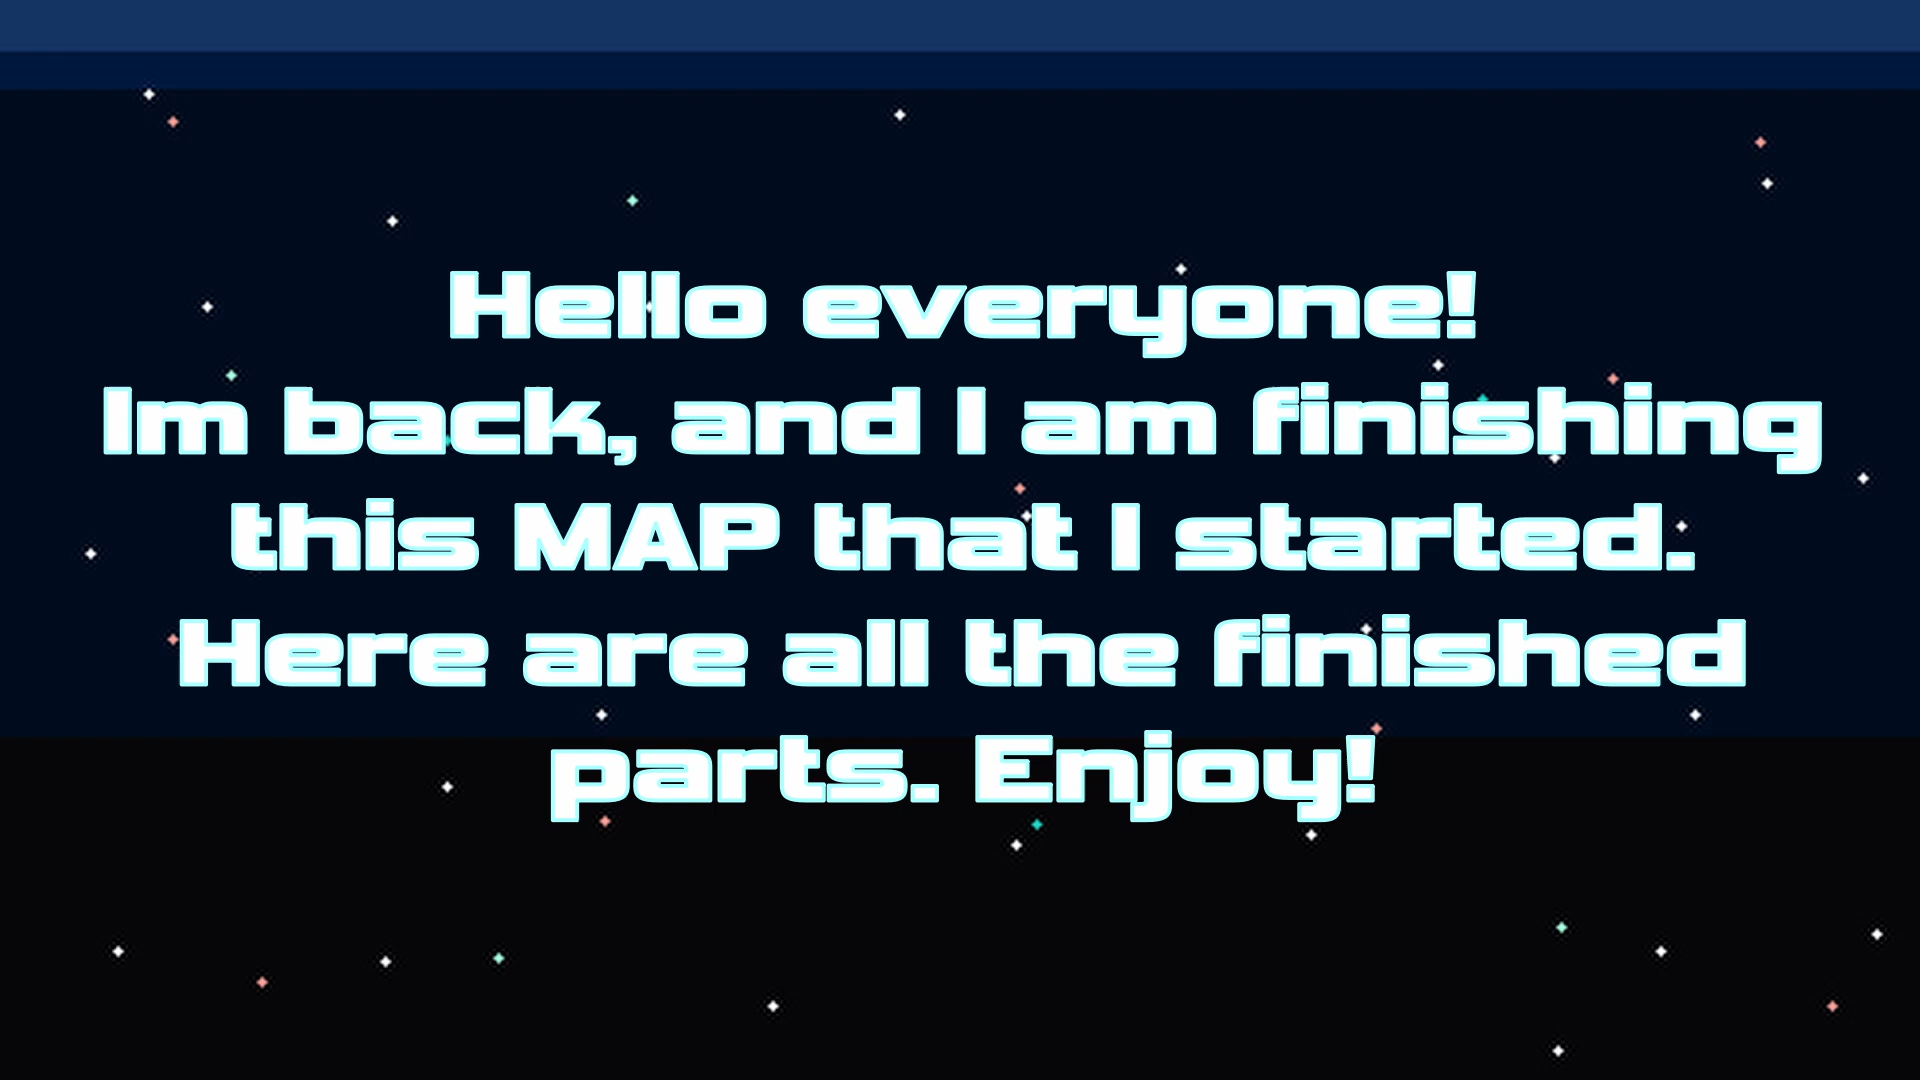 Hello everyone!
Im back, and I am finishing
this MAP that I started.
Here are all the finished
parts. Enjoy!